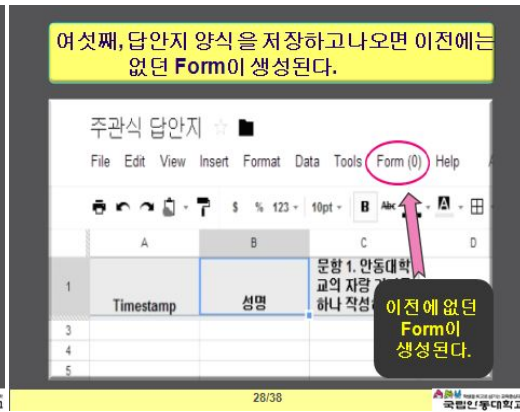 여섯째, 답안지 양식 을 저장하고나오면 이전에는
없던 Form이 생성된다.
주관식 답안지
File Edit View Insert Format Data Tools Form (0) Help
$ % 123 10pt B Abc A
A B C D
문항 1. 안동대학
교의 자랑
1 Timestamp 성명 하나 작성
3
4
5
이전에 없던
Form이
생성된다.
28/38
국립안동대학교